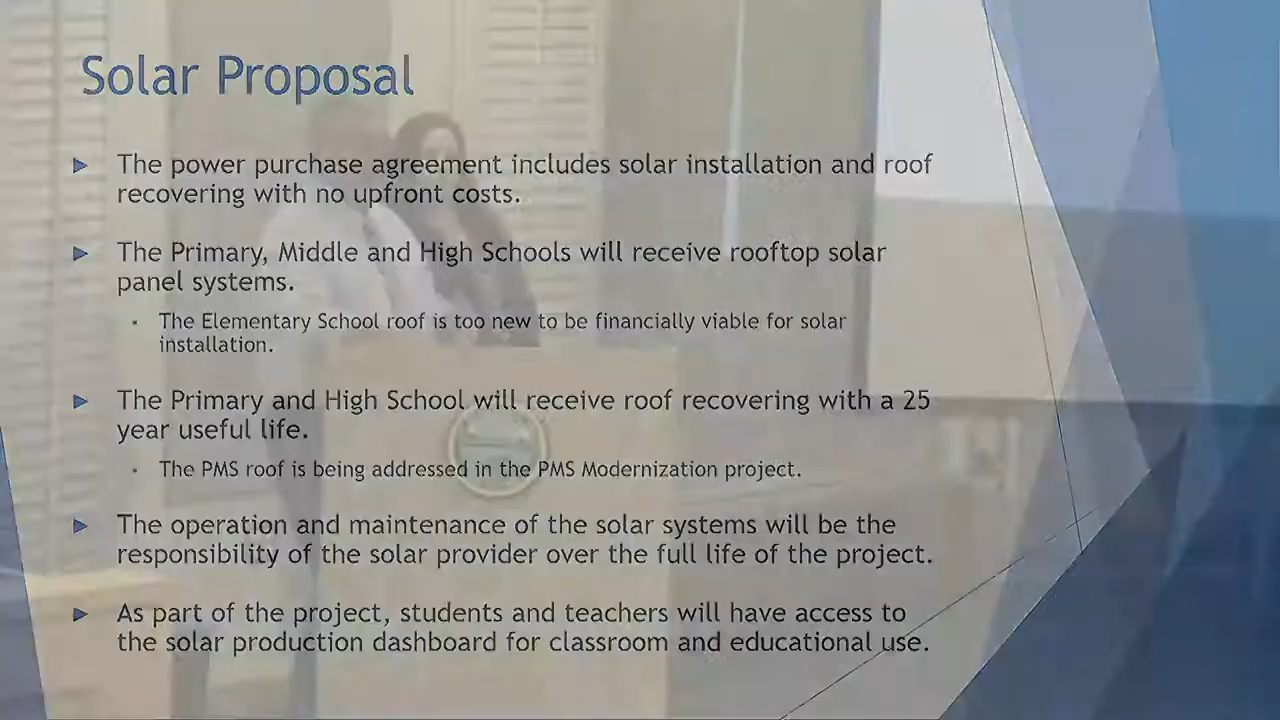 Solar Proposal
The power purchase agreement includes solar installation and roof
recovering with no upfront costs.
The Primary, Middle and High Schools will receive rooftop solar
panel systems.
The Elementary School roof is too new to be financially viable for solar
installation.
The Primary and High School will receive roof recovering with a 25
year useful life.
The PMS roof is being addressed in the PMS Modernization project.
The operation and maintenance of the solar systems will be the
responsibility of the solar provider over the full life of the project.
As part of the project, students and teachers will have access to
the solar production dashboard for classroom and educational use.